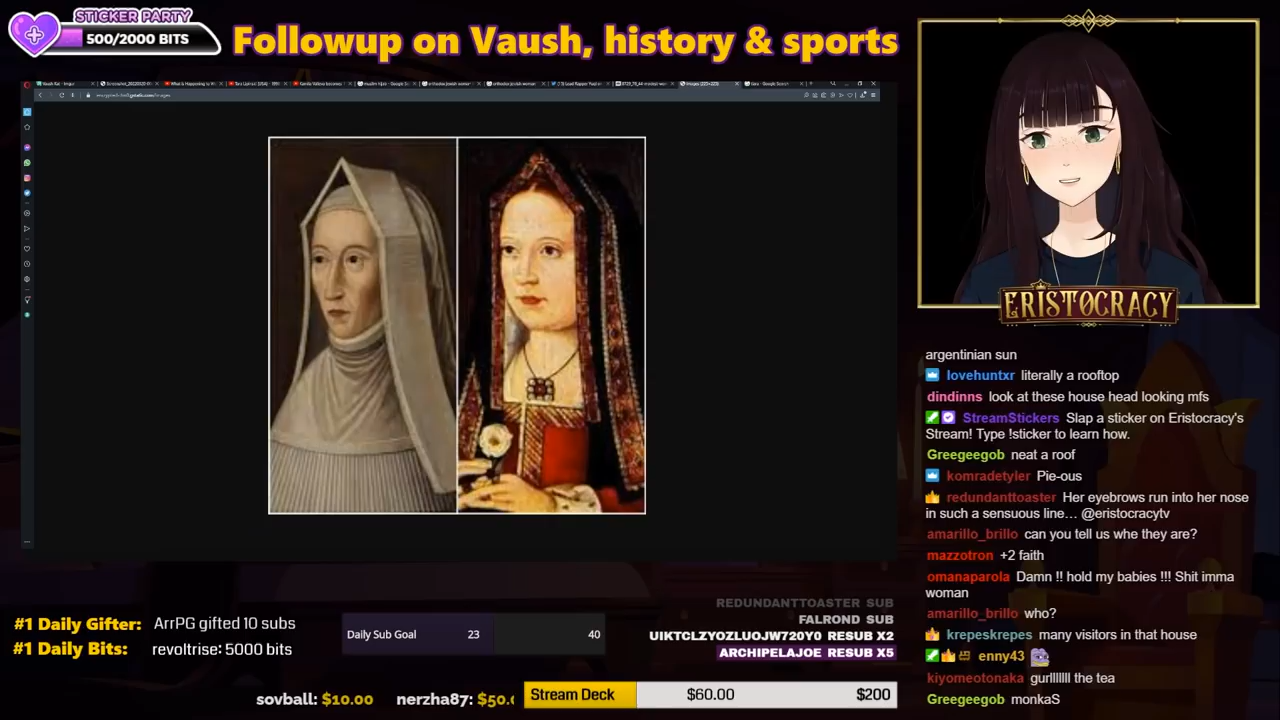 STICKER PARTY
500/2000 BITS
Followup on Vaush, history & sports
ERISTOCRACY
argentinian sun
lovehuntxr literally a rooftop
dindinns look at these house head looking mfs
StreamStickers Slap a sticker on Eristocracy's
Stream! Type !sticker to learn how.
Greegeegob neat a roof
komradetyler Pie-ous
redundanttoaster Her eyebrows run into her nose
in such a sensuous line… @eristocracytv
amarillo_brillo can you tell us whe they are?
mazzotron +2 faith
omanaparola Damn !! hold my babies !!! Shit imma
woman
amarillo_brillo who?
krepeskrepes many visitors in that house
enny43
kiyomeotonaka gurlllllll the tea
Greegeegob monkaS
#1 Daily Gifter: ArrPG gifted 10 subs
#1 Daily Bits: revoltrise: 5000 bits
Daily Sub Goal 23 40
REDUNDANTTOASTER SUB
FALROND SUB
UIKTCLZYOZLUOJW720Y0 RESUB X2
ARCHIPELAJOE RESUB X5
sovball: $10.00 nerzha87: $50.0
Stream Deck $60.00 $200